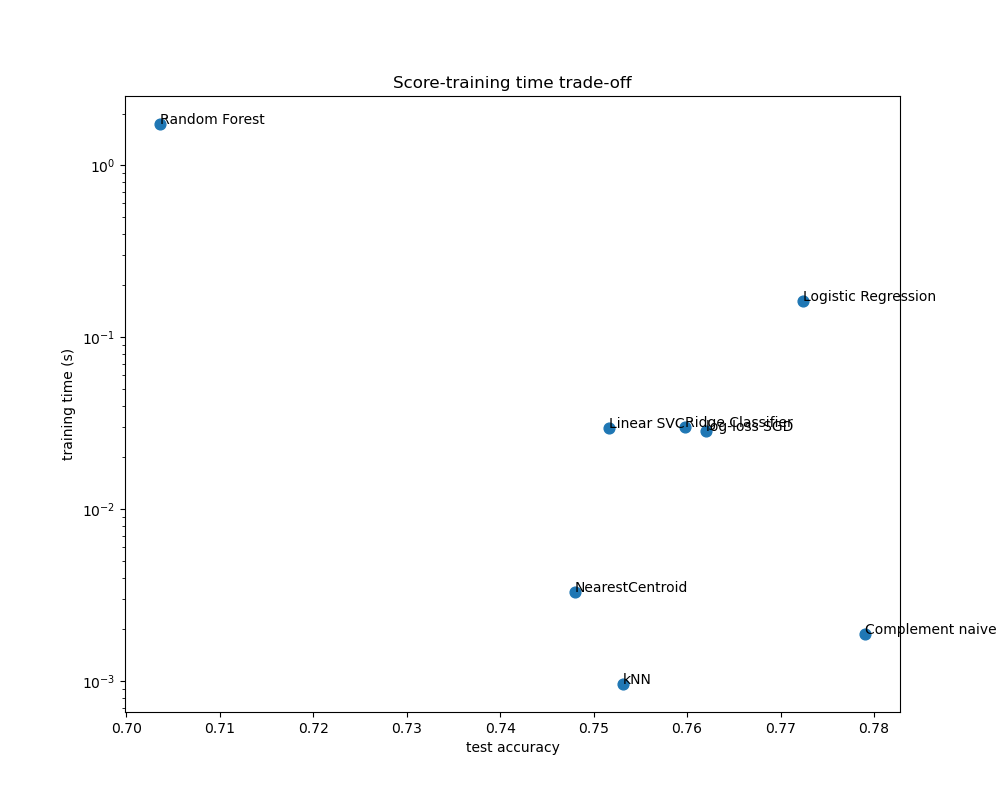 Score-training time trade-off
Random Forest
Logistic Regression
Linear SVC
Ridge Classifier
log-loss SGD
NearestCentroid
Complement naive
kNN
training time (s)
10⁰
10⁻¹
10⁻²
10⁻³
0.70 0.71 0.72 0.73 0.74 0.75 0.76 0.77 0.78
test accuracy